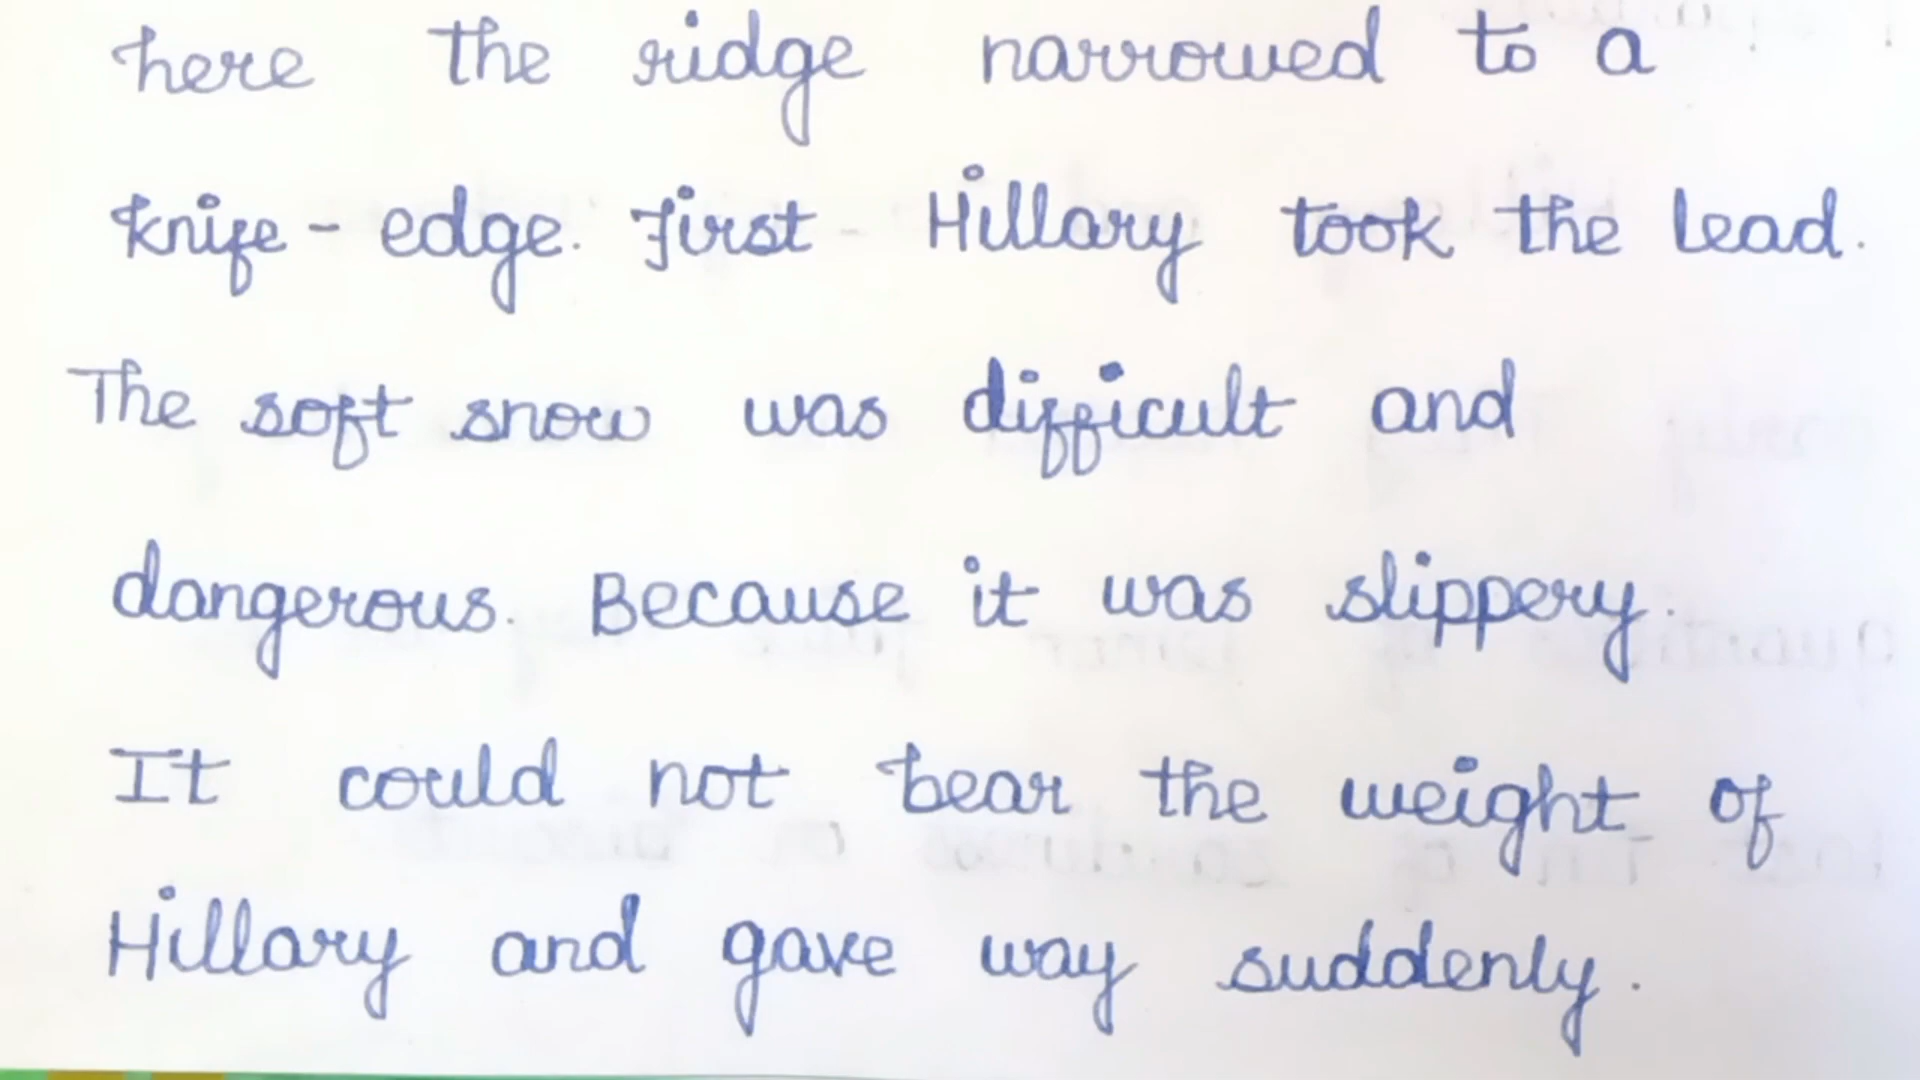 here the ridge narrowed to a
knife - edge. First Hillary took the lead.
The soft snow was difficult and
dangerous. Because it was slippery.
It could not bear the weight of
Hillary and gave way suddenly.